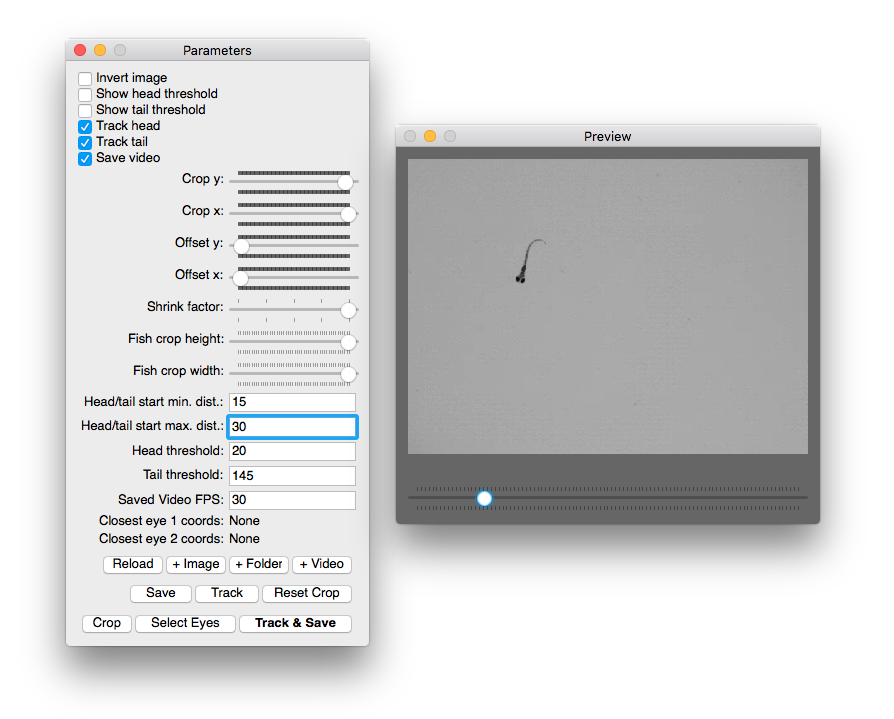 Parameters
Invert image
Show head threshold
Show tail threshold
Track head
Track tail
Save video
Crop y:
Crop x:
Offset y:
Offset x:
Shrink factor:
Fish crop height:
Fish crop width:
Head/tail start min. dist.: 15
Head/tail start max. dist.: 30
Head threshold: 20
Tail threshold: 145
Saved Video FPS: 30
Closest eye 1 coords: None
Closest eye 2 coords: None
Reload + Image + Folder + Video
Save Track Reset Crop
Crop Select Eyes Track & Save
Preview